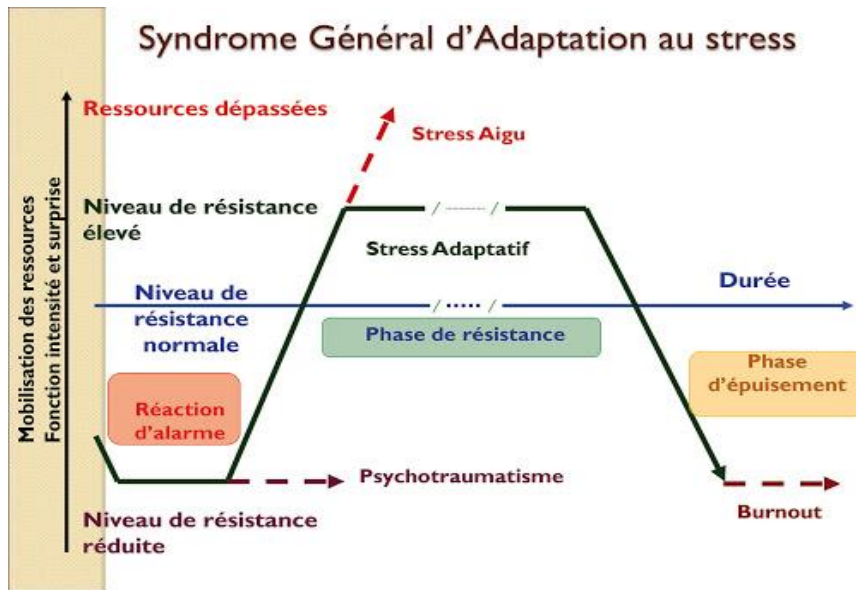 Syndrome Général d'Adaptation au stress
Mobilisation des ressources
Fonction intensité et surprise
Ressources dépassées
Stress Aigu
Niveau de résistance
élevé
Stress Adaptatif
Niveau de
résistance
normale
Durée
Phase de résistance
Réaction
d'alarme
Phase
d'épuisement
Psychotraumatisme
Niveau de résistance
réduite
Burnout